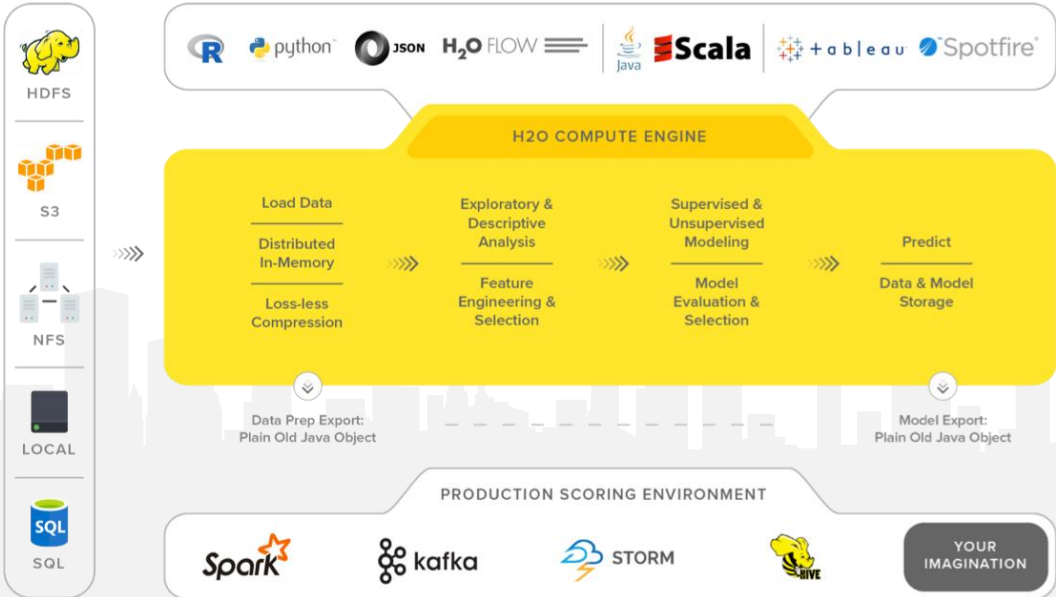 HDFS
S3
NFS
LOCAL
SQL
SQL
R
python
JSON
H2O FLOW
Java
Scala
+ableau
Spotfire
H2O COMPUTE ENGINE
Load Data
Distributed
In-Memory
Loss-less
Compression
Exploratory &
Descriptive
Analysis
Feature
Engineering &
Selection
Supervised &
Unsupervised
Modeling
Model
Evaluation &
Selection
Predict
Data & Model
Storage
Data Prep Export:
Plain Old Java Object
Model Export:
Plain Old Java Object
PRODUCTION SCORING ENVIRONMENT
Spark
kafka
STORM
HIVE
YOUR
IMAGINATION